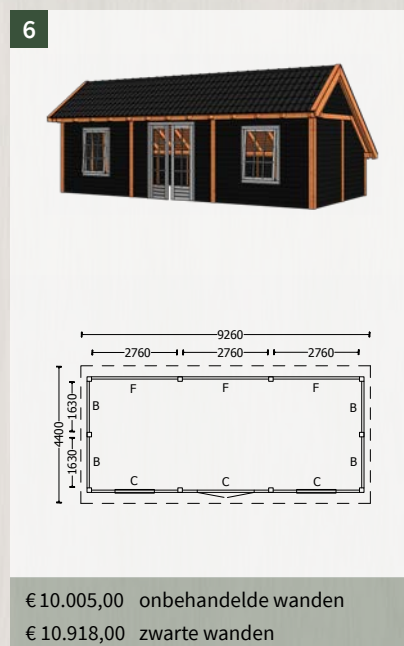 6
9260
2760 2760 2760
F F F
B B
1630
4400
1630
B B
C C C
€ 10.005,00 onbehandelde wanden
€ 10.918,00 zwarte wanden